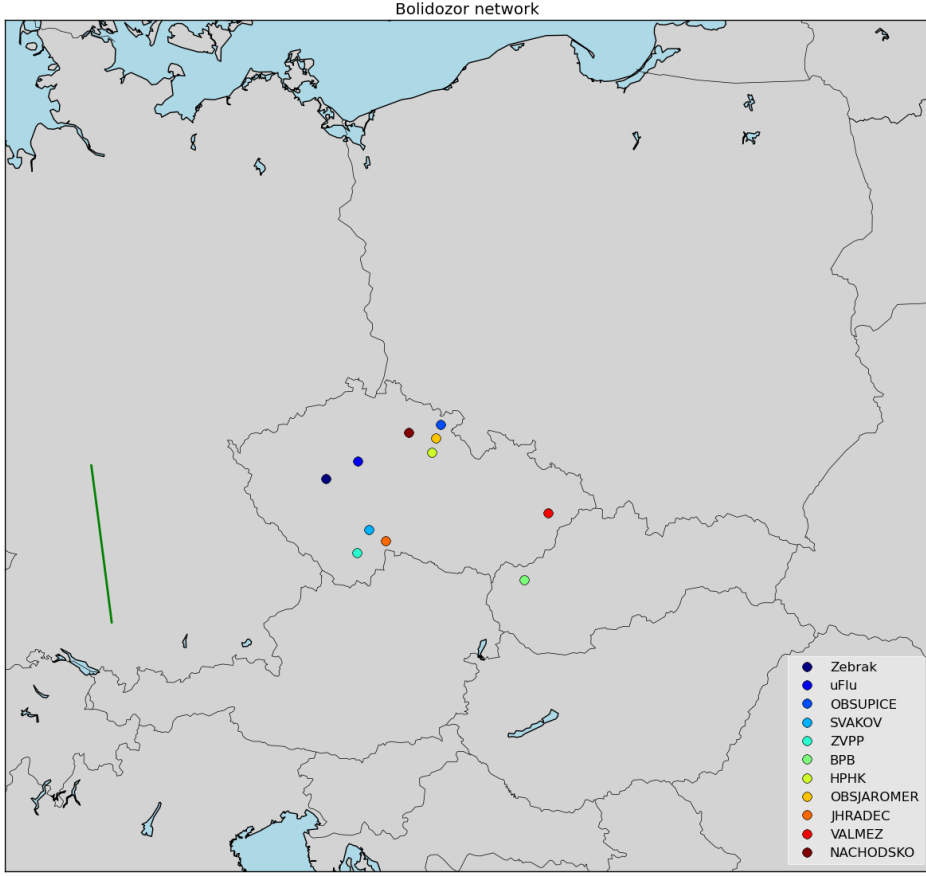 Bolidozor network
Zebrak
uFlu
OBSUPICE
SVAKOV
ZVPP
BPB
HPHK
OBSJAROMER
JHRADEC
VALMEZ
NACHODSKO